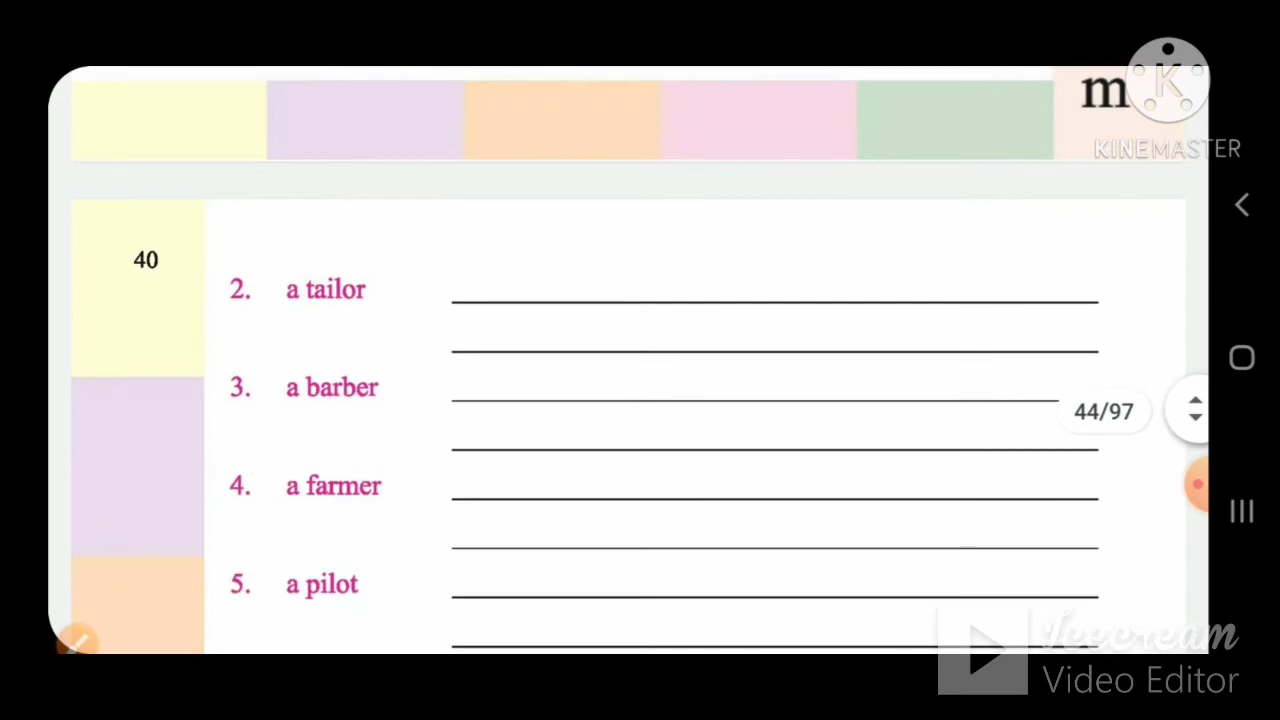 m
KINEMASTER
40
2. a tailor
3. a barber
44/97
4. a farmer
5. a pilot
Video Editor